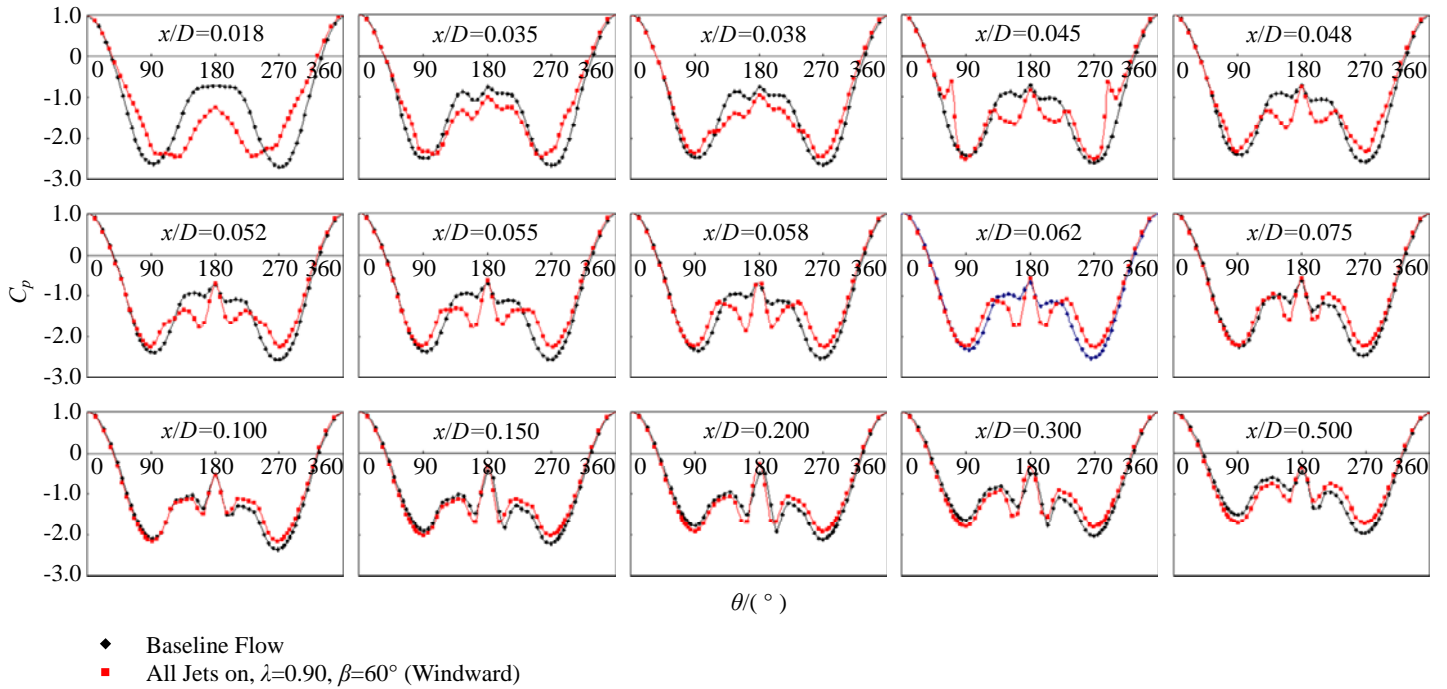 1.0
0
-1.0
-2.0
-3.0
x/D=0.018
0 90 180 270 360
x/D=0.035
0 90 180 270 360
x/D=0.038
0 90 180 270 360
x/D=0.045
0 90 180 270 360
x/D=0.048
0 90 180 270 360
Cp
1.0
0
-1.0
-2.0
-3.0
x/D=0.052
0 90 180 270 360
x/D=0.055
0 90 180 270 360
x/D=0.058
0 90 180 270 360
x/D=0.062
0 90 180 270 360
x/D=0.075
0 90 180 270 360
1.0
0
-1.0
-2.0
-3.0
x/D=0.100
0 90 180 270 360
x/D=0.150
0 90 180 270 360
x/D=0.200
0 90 180 270 360
x/D=0.300
0 90 180 270 360
x/D=0.500
0 90 180 270 360
θ/( ° )
Baseline Flow
All Jets on, λ=0.90, β=60° (Windward)